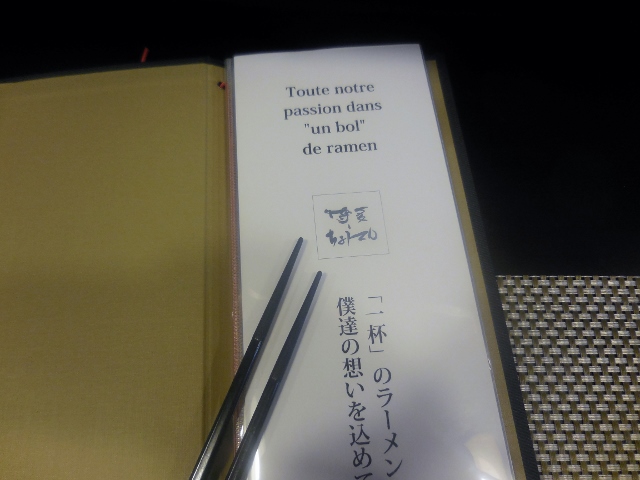 Toute notre
passion dans
"un bol"
de ramen
「一杯」のラーメン
僕達の想いを込めて